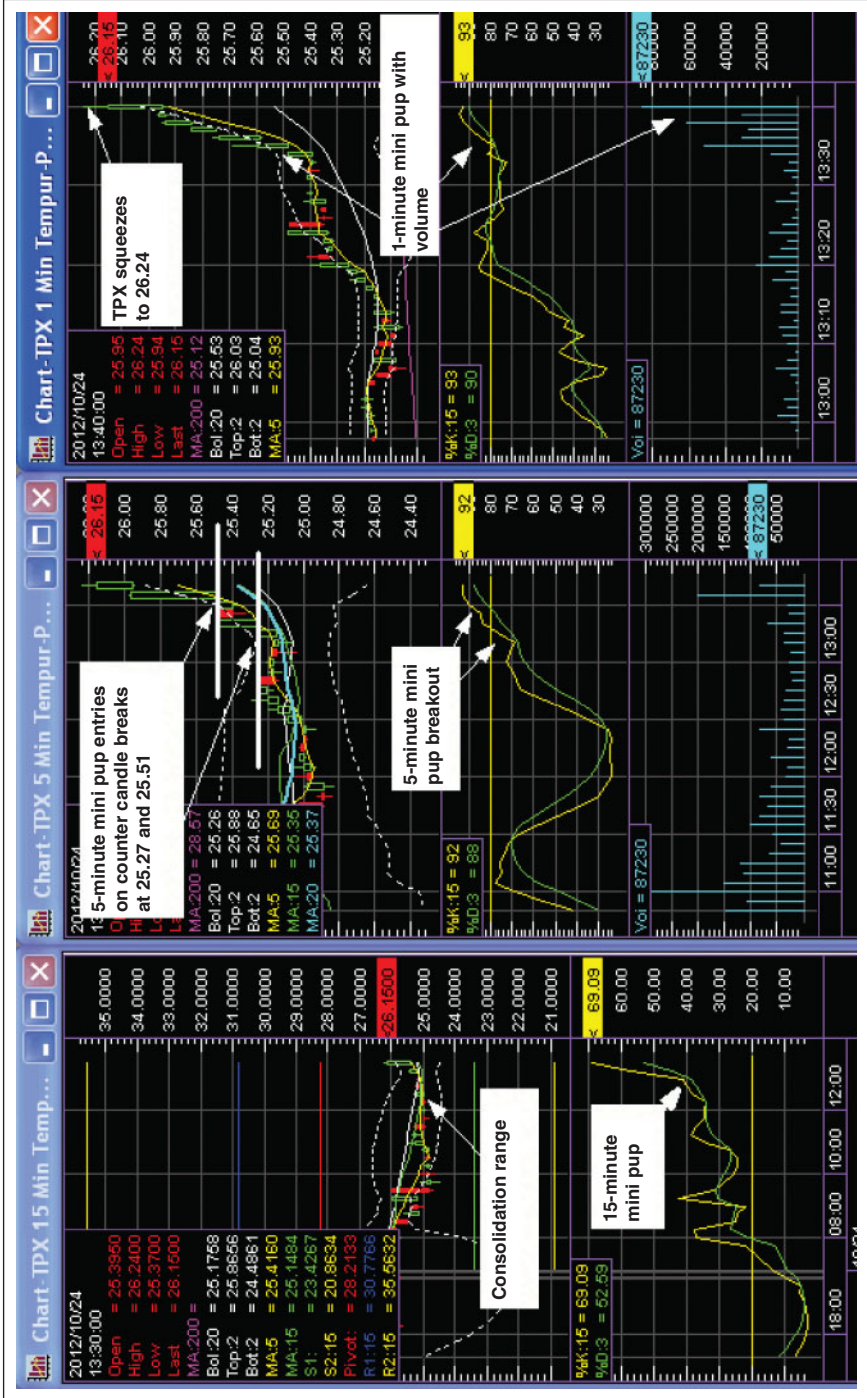 Chart-TPX 15 Min Temp...
2012/10/24
13:30:00
Open = 25.3950
High = 26.2400
Low = 25.3700
Last = 26.1500
MA:200 =
Bol:20 = 25.1758
Top:2 = 25.8656
Bot:2 = 24.4861
MA:5 = 25.4160
MA:15 = 25.1484
S1: = 23.4267
S2:15 = 20.8634
Pivot: = 28.2133
R1:15 = 30.7766
R2:15 = 35.5632
35.0000
34.0000
33.0000
32.0000
31.0000
30.0000
29.0000
28.0000
27.0000
=26.1500
25.0000
24.0000
23.0000
22.0000
21.0000
Consolidation range
%K:15 = 69.09
%D:3 = 52.59
< 69.09
60.00
50.00
40.00
30.00
20.00
10.00
15-minute
mini pup
18:00
08:00
10:00
12:00
Chart-TPX 5 Min Tempur-P...
2012/10/24
MA:200 = 28.57
Bol:20 = 25.26
Top:2 = 25.88
Bot:2 = 24.65
MA:5 = 25.69
MA:15 = 25.35
MA:20 = 25.37
5-minute mini pup entries
on counter candle breaks
at 25.27 and 25.51
< 26.15
26.00
25.80
25.60
25.40
25.20
25.00
24.80
24.60
24.40
%K:15 = 92
%D:3 = 88
< 92
80
70
60
50
40
30
5-minute mini
pup breakout
Vol = 87230
300000
250000
200000
150000
< 87230
50000
11:00
11:30
12:00
12:30
13:00
Chart-TPX 1 Min Tempur-P...
2012/10/24
13:40:00
Open = 25.95
High = 26.24
Low = 25.94
Last = 26.15
MA:200 = 25.12
Bol:20 = 25.53
Top:2 = 26.03
Bot:2 = 25.04
MA:5 = 25.93
TPX squeezes
to 26.24
26.20
< 26.15
26.10
26.00
25.90
25.80
25.70
25.60
25.50
25.40
25.30
25.20
1-minute mini pup with
volume
%K:15 = 93
%D:3 = 90
< 93
80
70
60
50
40
30
Vol = 87230
<87230
80000
60000
40000
20000
13:00
13:10
13:20
13:30